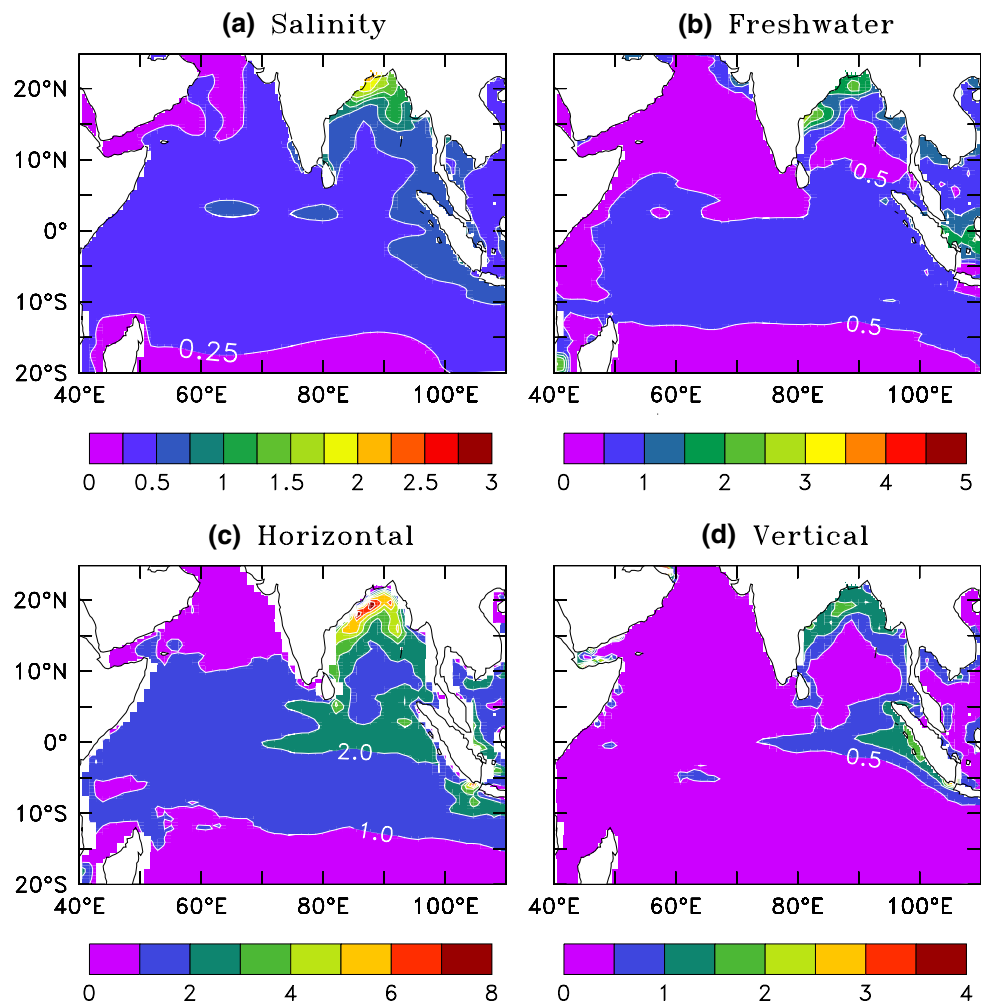 (a) Salinity
(b) Freshwater
20°N
10°N
0°
10°S
20°S
0.25
0.5
0.5
40°E 60°E 80°E 100°E
40°E 60°E 80°E 100°E
0 0.5 1 1.5 2 2.5 3
0 1 2 3 4 5
(c) Horizontal
(d) Vertical
20°N
10°N
0°
10°S
20°S
2.0
1.0
0.5
40°E 60°E 80°E 100°E
40°E 60°E 80°E 100°E
0 2 4 6 8
0 1 2 3 4